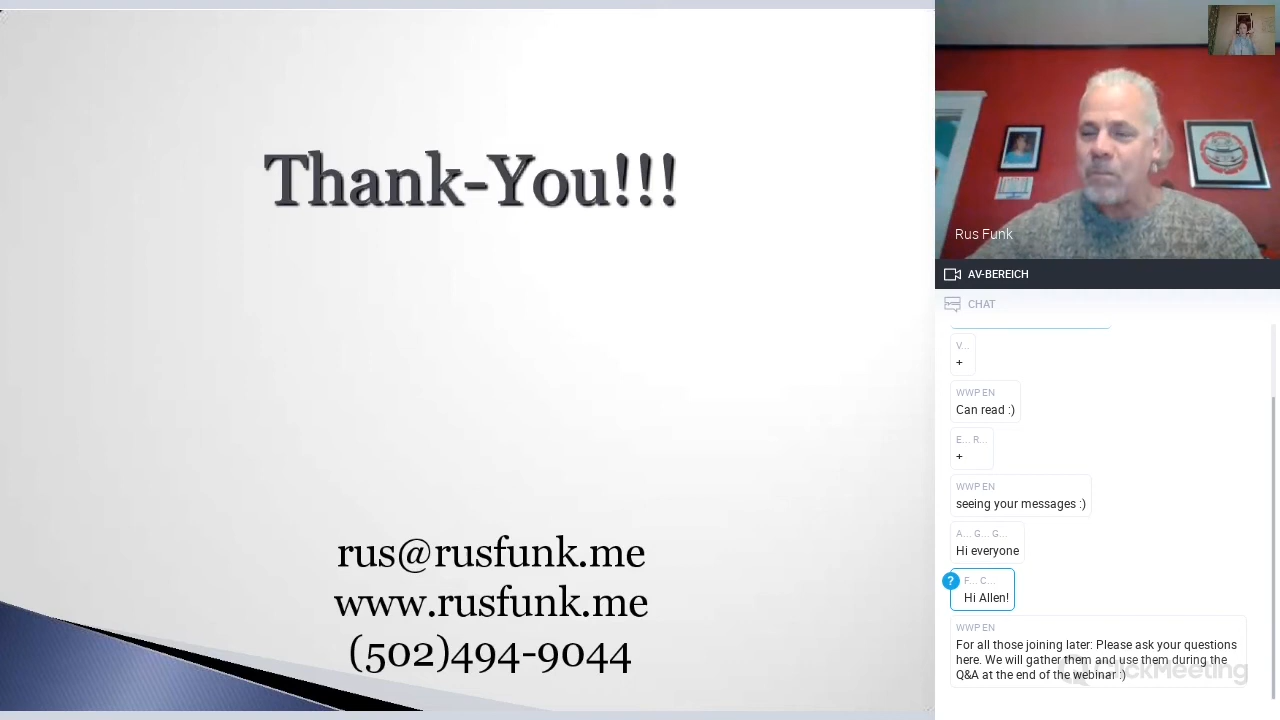 Thank-You!!!
rus@rusfunk.me
www.rusfunk.me
(502)494-9044
Rus Funk
AV-BEREICH
CHAT
V...
+
WWP EN
Can read :)
E... R...
+
WWP EN
seeing your messages :)
A... G... G...
Hi everyone
?
F... C...
Hi Allen!
WWP EN
For all those joining later: Please ask your questions
here. We will gather them and use them during the
Q&A at the end of the webinar :)
ClickMeeting